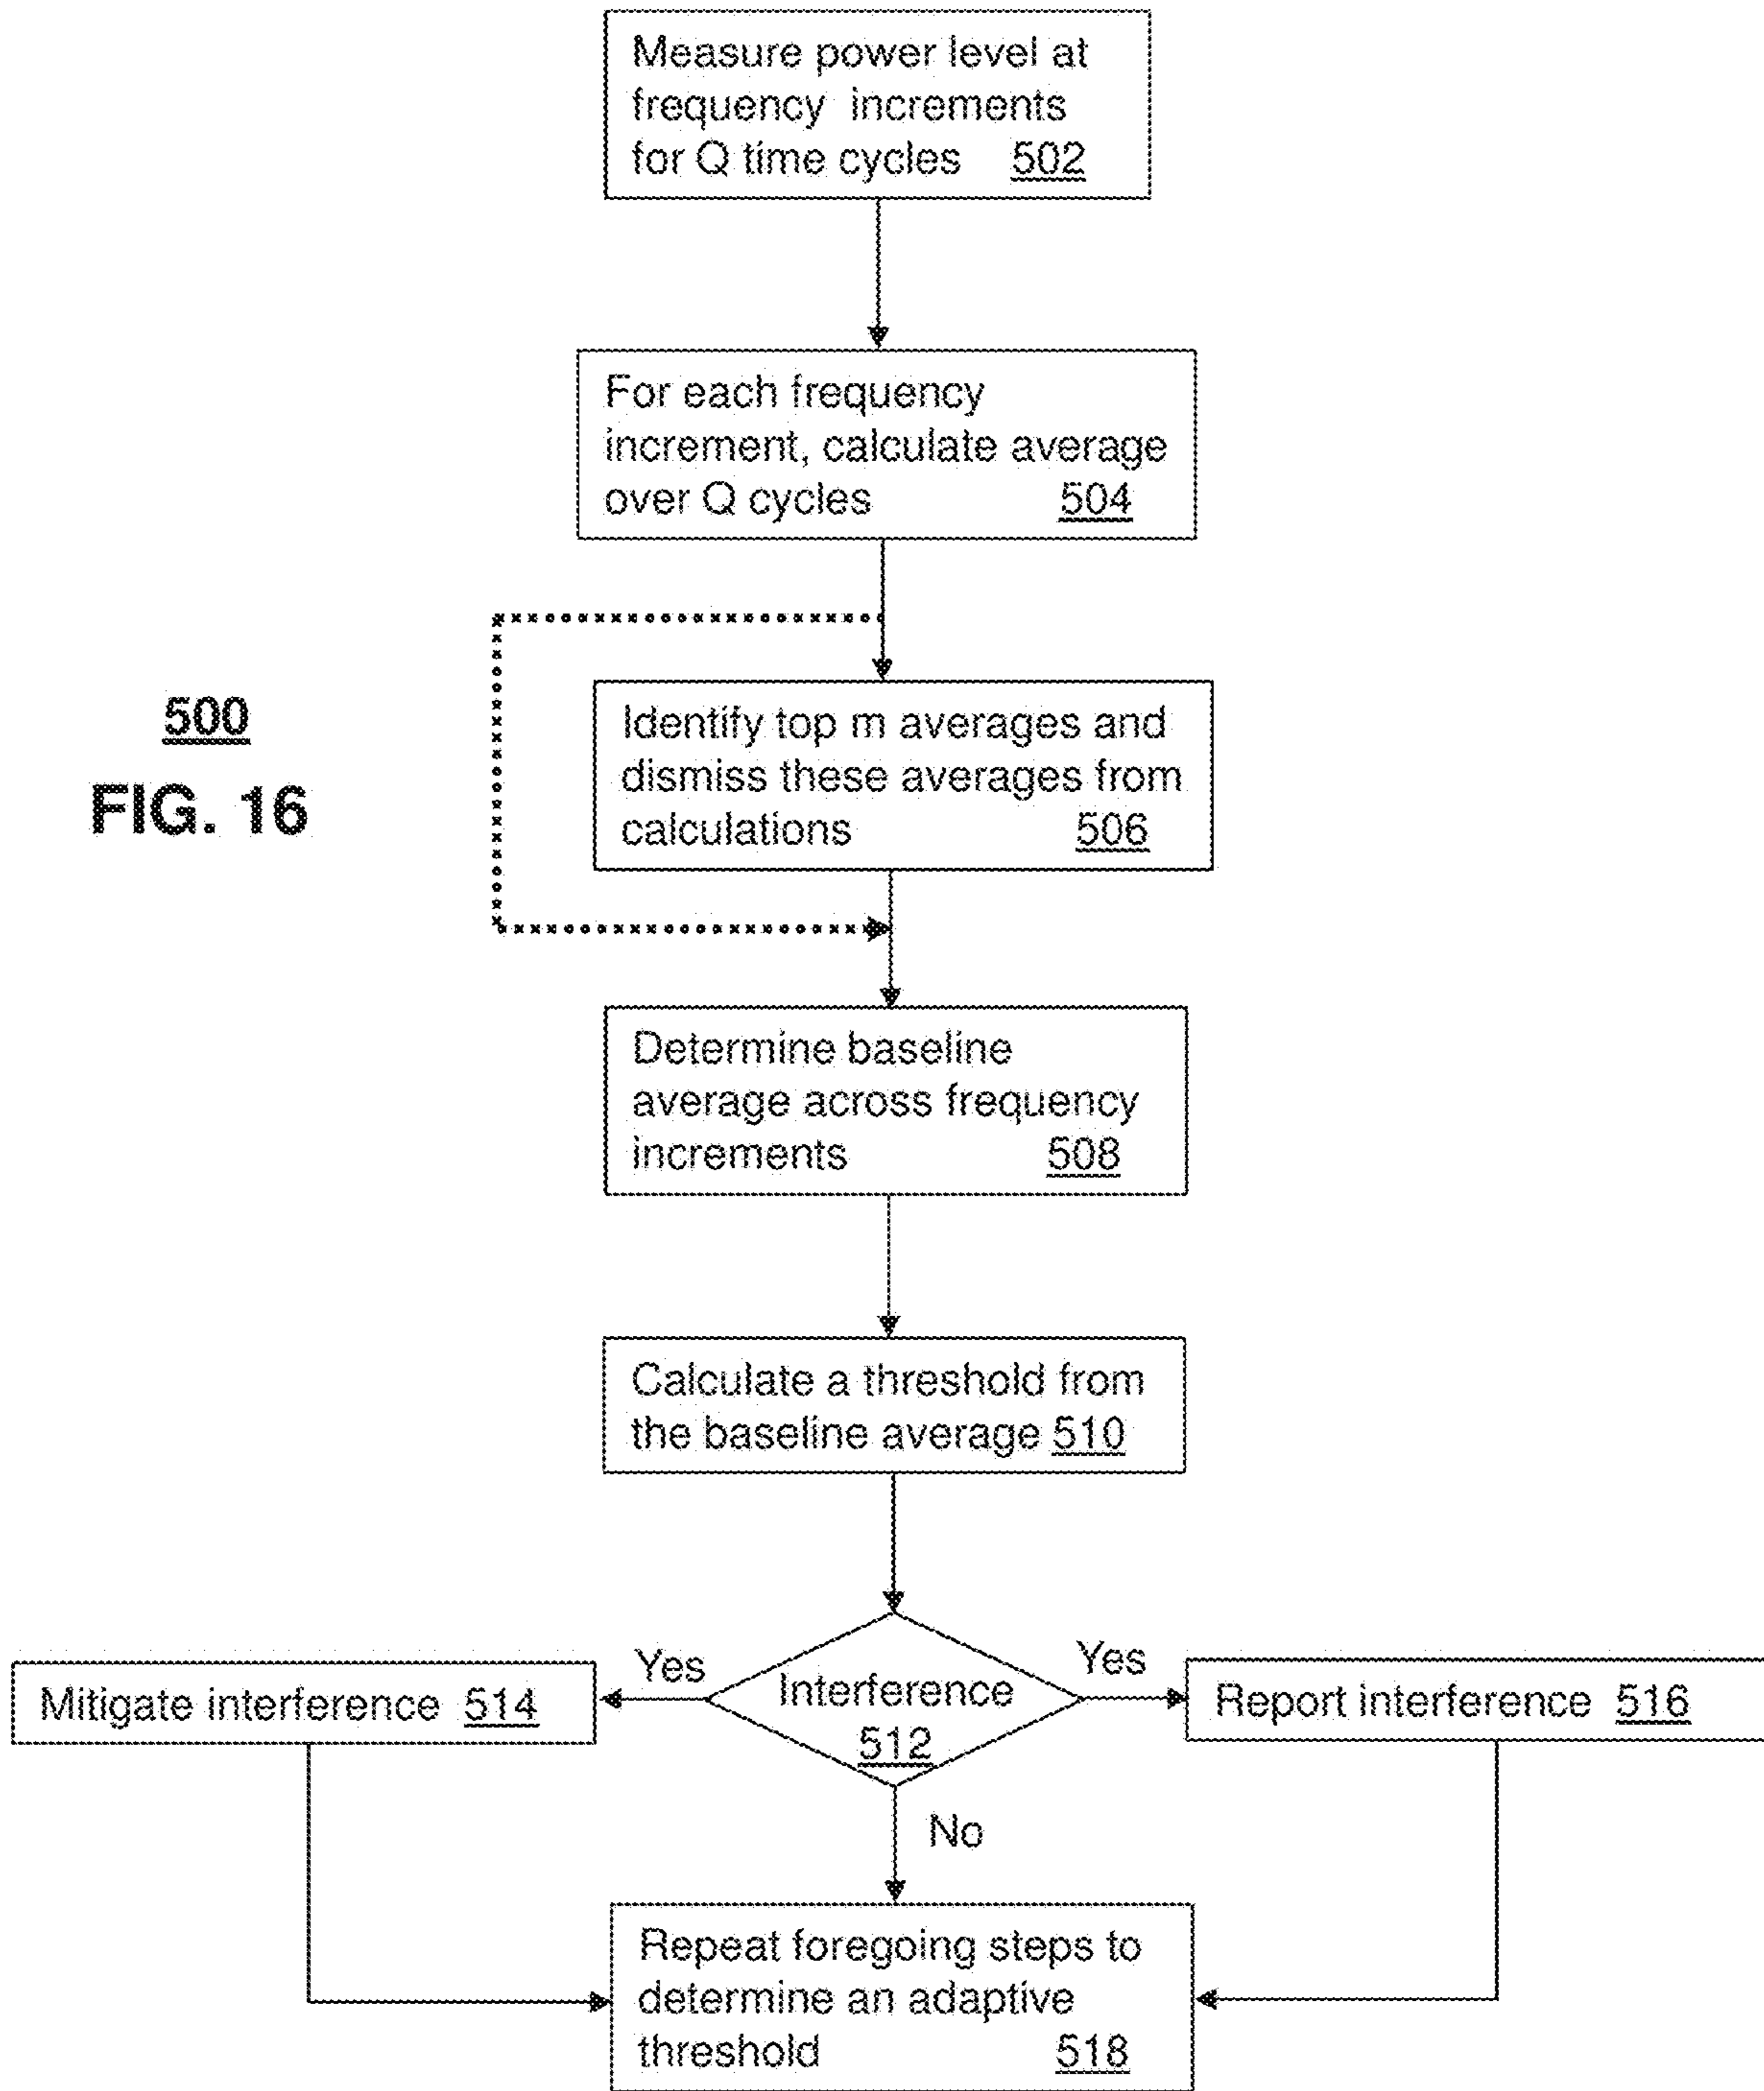 Measure power level at
frequency increments
for Q time cycles 502
For each frequency
increment, calculate average
over Q cycles 504
500
FIG. 16
Identify top m averages and
dismiss these averages from
calculations 506
Determine baseline
average across frequency
increments 508
Calculate a threshold from
the baseline average 510
Yes
Yes
Mitigate interference 514
Interference
512
Report interference 516
No
Repeat foregoing steps to
determine an adaptive
threshold 518